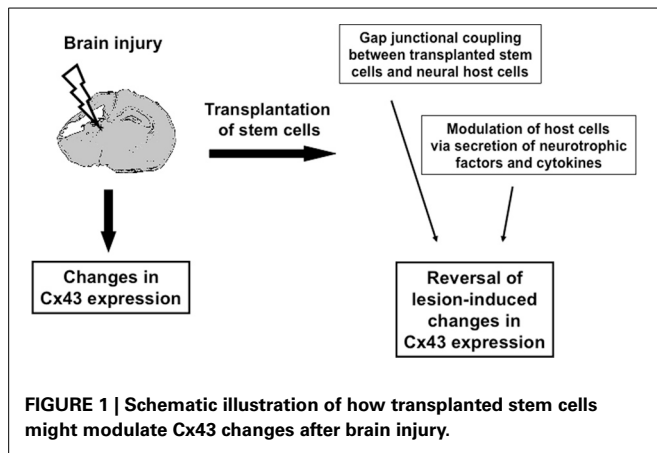 Brain injury
Transplantation
of stem cells
Gap junctional coupling
between transplanted stem
cells and neural host cells
Modulation of host cells
via secretion of neurotrophic
factors and cytokines
Changes in
Cx43 expression
Reversal of
lesion-induced
changes in
Cx43 expression
FIGURE 1 | Schematic illustration of how transplanted stem cells
might modulate Cx43 changes after brain injury.